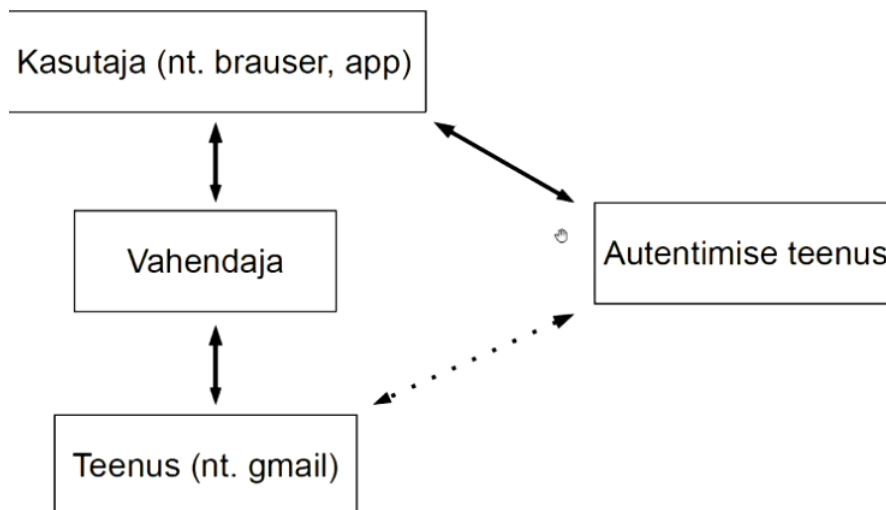 Kasutaja (nt. brauser, app)
Vahendaja
Autentimise teenus
Teenus (nt. gmail)